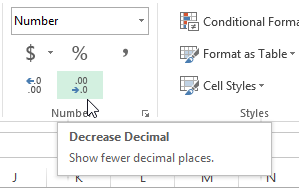 Number
Conditional Forma
$ % ,
Format as Table
.0 .00
.00 .0
Cell Styles
Numb
Styles
Decrease Decimal
Show fewer decimal places.
J K L M N